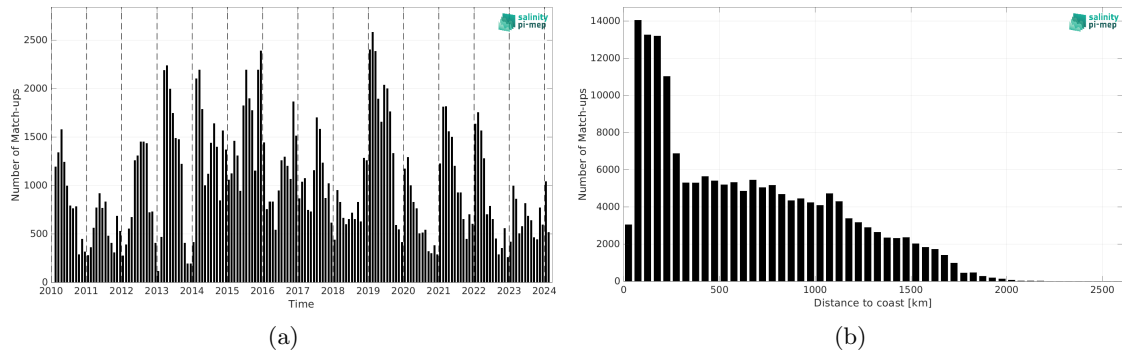 salinity
pi-mep
Number of Match-ups
2500
2000
1500
1000
500
0
2010 2011 2012 2013 2014 2015 2016 2017 2018 2019 2020 2021 2022 2023 2024
Time
(a)
salinity
pi-mep
Number of Match-ups
14000
12000
10000
8000
6000
4000
2000
0
0 500 1000 1500 2000 2500
Distance to coast [km]
(b)